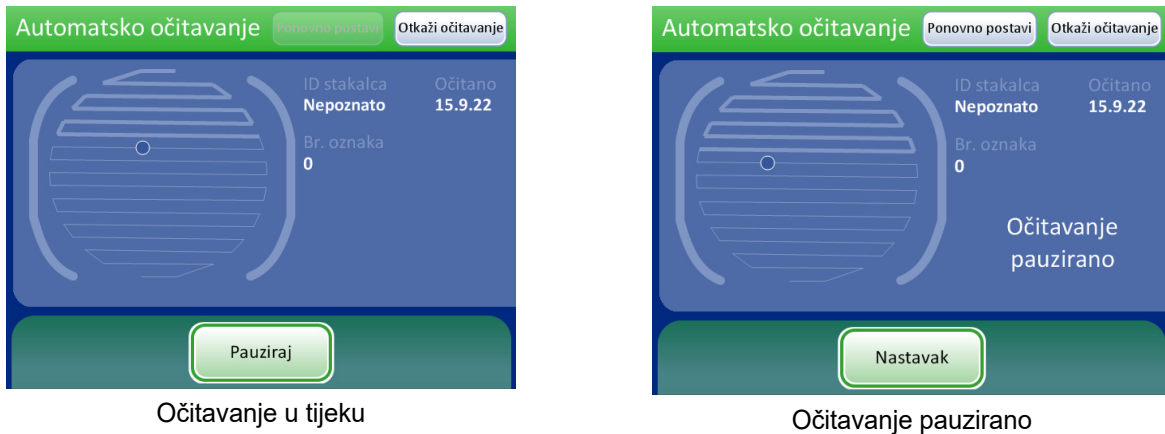 Automatsko očitavanje Ponovno postavi Otkaži očitavanje
ID stakalca Očitano
Nepoznato 15.9.22
Br. oznaka
0
Pauziraj
Očitavanje u tijeku
Automatsko očitavanje Ponovno postavi Otkaži očitavanje
ID stakalca Očitano
Nepoznato 15.9.22
Br. oznaka
0
Očitavanje
pauzirano
Nastavak
Očitavanje pauzirano